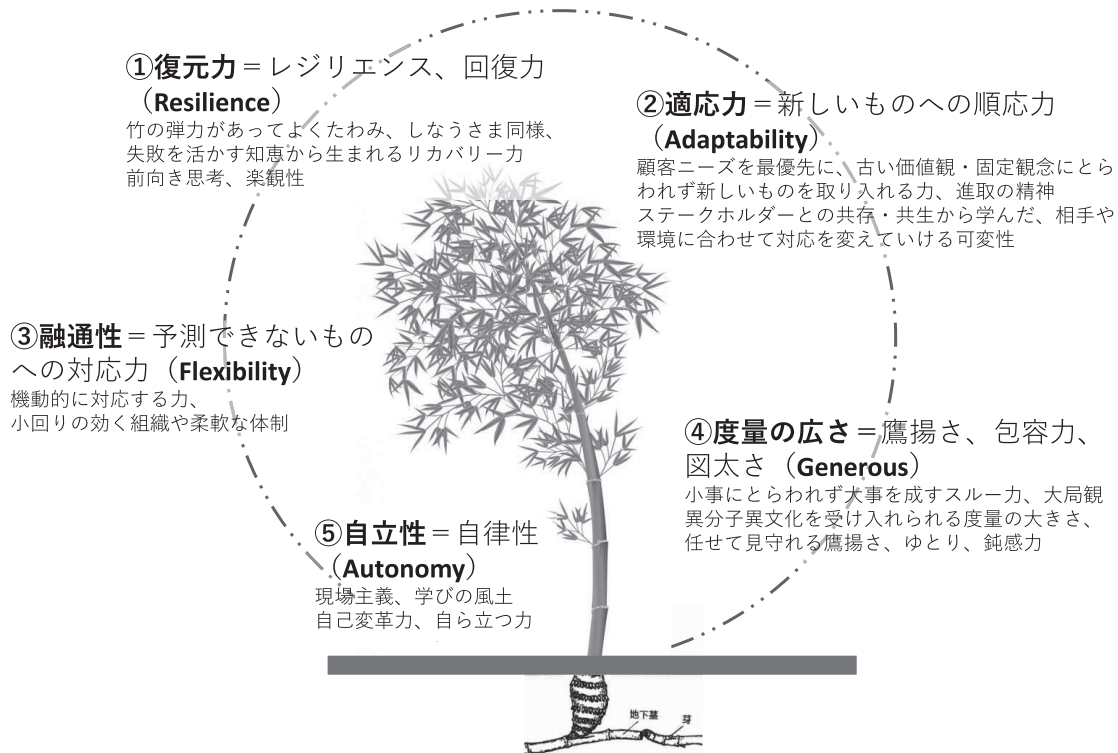 ①復元力＝レジリエンス、回復力
（Resilience）
竹の弾力があってよくたわみ、しなうさま同様、
失敗を活かす知恵から生まれるリカバリー力
前向き思考、楽観性
②適応力＝新しいものへの順応力
（Adaptability）
顧客ニーズを最優先に、古い価値観・固定観念にとら
われず新しいものを取り入れる力、進取の精神
ステークホルダーとの共存・共生から学んだ、相手や
環境に合わせて対応を変えていける可変性
③融通性＝予測できないもの
への対応力（Flexibility）
機動的に対応する力、
小回りの効く組織や柔軟な体制
④度量の広さ＝鷹揚さ、包容力、
図太さ（Generous）
小事にとらわれず大事を成すスルー力、大局観
異分子異文化を受け入れられる度量の大きさ、
任せて見守れる鷹揚さ、ゆとり、鈍感力
⑤自立性＝自律性
（Autonomy）
現場主義、学びの風土
自己変革力、自ら立つ力
地下茎
芽